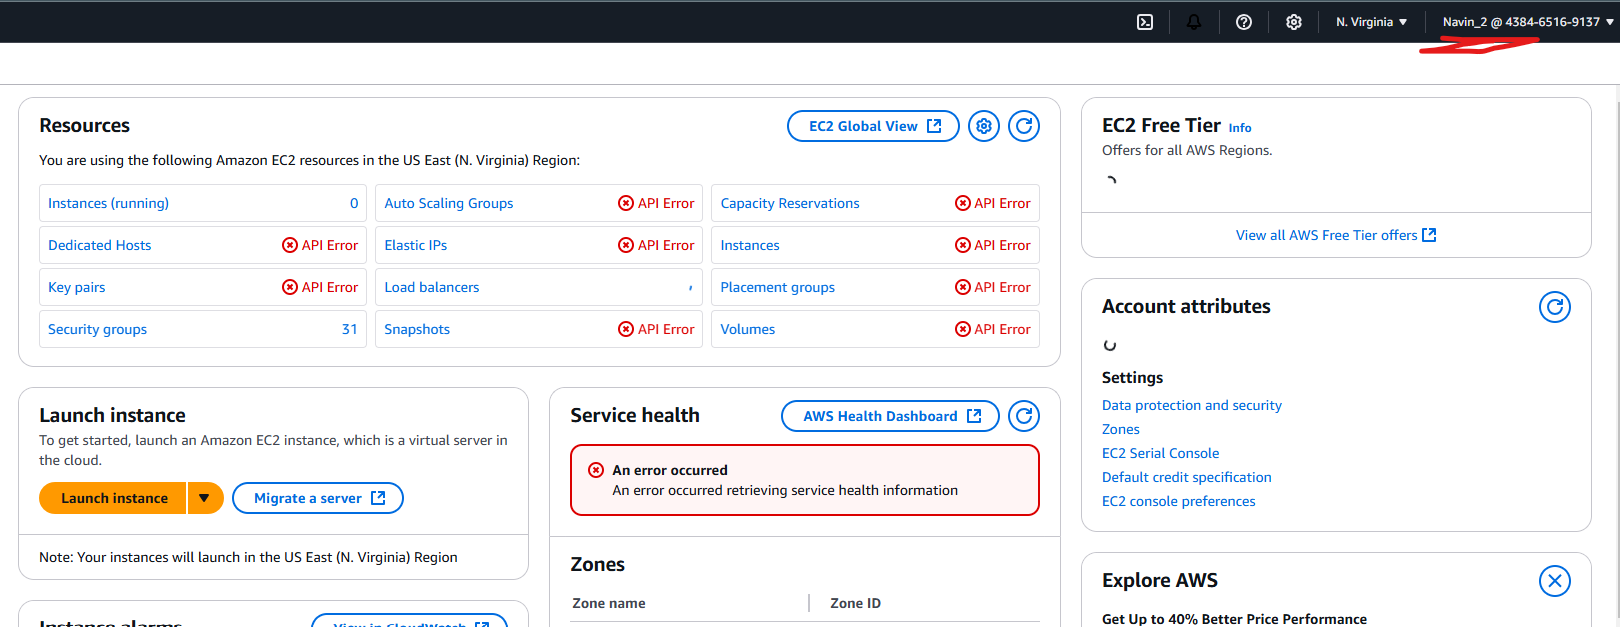 N. Virginia
Navin_2 @ 4384-6516-9137
Resources
EC2 Global View
You are using the following Amazon EC2 resources in the US East (N. Virginia) Region:
Instances (running) 0
Auto Scaling Groups API Error
Capacity Reservations API Error
Dedicated Hosts API Error
Elastic IPs API Error
Instances API Error
Key pairs API Error
Load balancers
Placement groups API Error
Security groups 31
Snapshots API Error
Volumes API Error
Launch instance
To get started, launch an Amazon EC2 instance, which is a virtual server in
the cloud.
Launch instance
Migrate a server
Note: Your instances will launch in the US East (N. Virginia) Region
Instance alarms
View in CloudWatch
Service health
AWS Health Dashboard
An error occurred
An error occurred retrieving service health information
Zones
Zone name
Zone ID
EC2 Free Tier Info
Offers for all AWS Regions.
View all AWS Free Tier offers
Account attributes
Settings
Data protection and security
Zones
EC2 Serial Console
Default credit specification
EC2 console preferences
Explore AWS
Get Up to 40% Better Price Performance